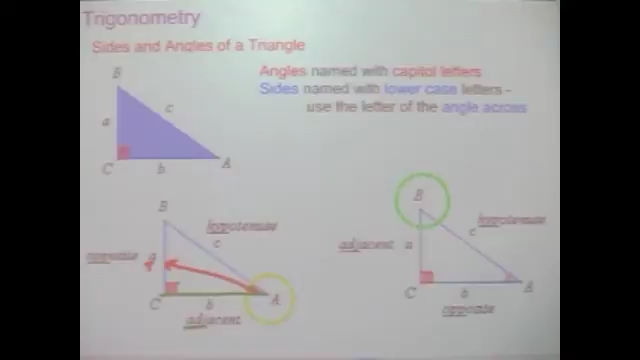 Trigonometry
Sides and Angles of a Triangle
Angles named with capitol letters
Sides named with lower case letters -
use the letter of the angle across
B
a
c
C
b
A
B
hypotenuse
c
opposite
a
C
b
A
adjacent
B
hypotenuse
c
adjacent
a
C
b
A
opposite